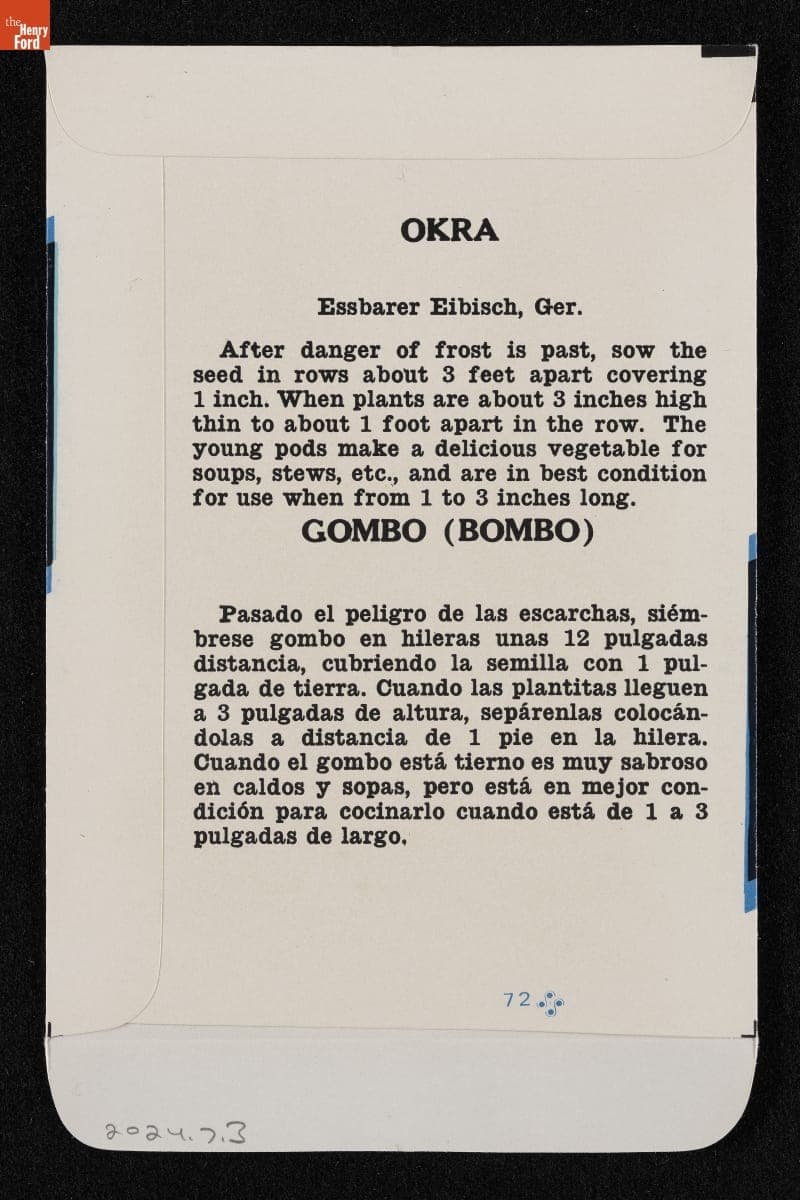 the
Henry
Ford
OKRA
Essbarer Eibisch, Ger.
After danger of frost is past, sow the
seed in rows about 3 feet apart covering
1 inch. When plants are about 3 inches high
thin to about 1 foot apart in the row. The
young pods make a delicious vegetable for
soups, stews, etc., and are in best condition
for use when from 1 to 3 inches long.
GOMBO (BOMBO)
Pasado el peligro de las escarchas, siém-
brese gombo en hileras unas 12 pulgadas
distancia, cubriendo la semilla con 1 pul-
gada de tierra. Cuando las plantitas lleguen
a 3 pulgadas de altura, sepárenlas colocán-
dolas a distancia de 1 pie en la hilera.
Cuando el gombo está tierno es muy sabroso
en caldos y sopas, pero está en mejor con-
dición para cocinarlo cuando está de 1 a 3
pulgadas de largo.
72
2024.7.3